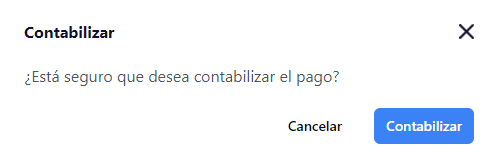 Contabilizar
¿Está seguro que desea contabilizar el pago?
Cancelar Contabilizar